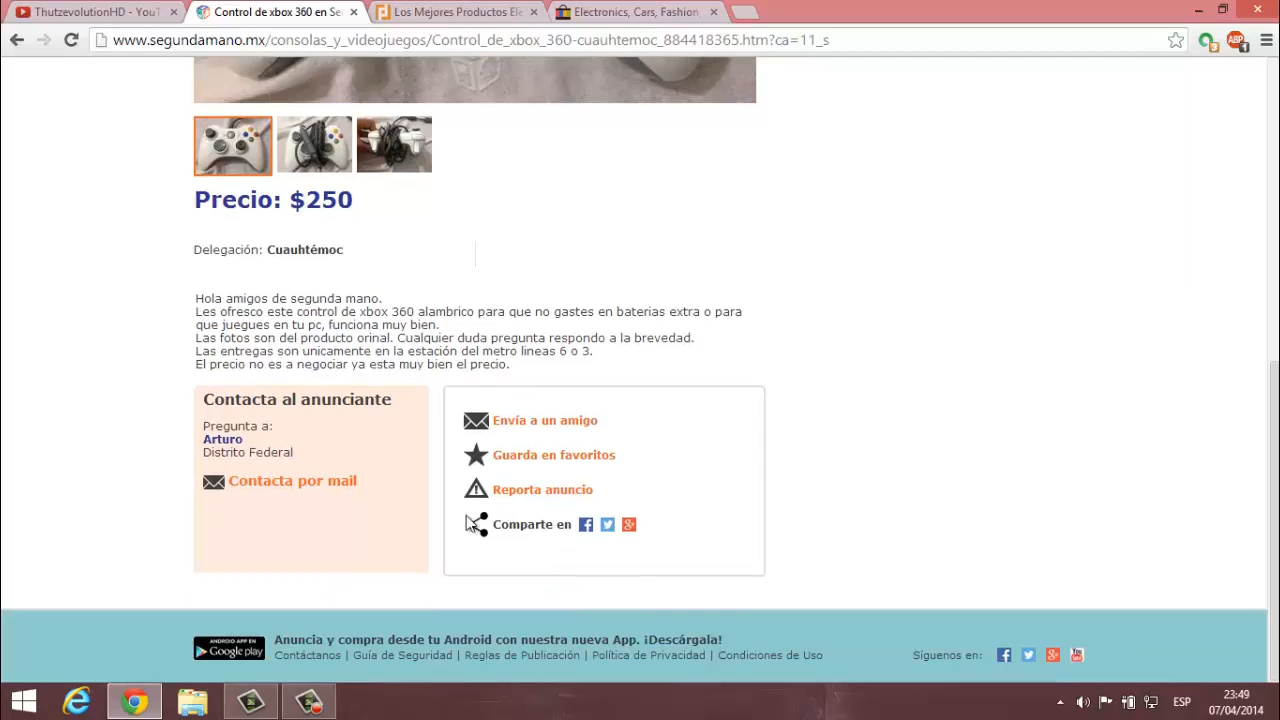 ThutzevolutionHD - YouT
Control de xbox 360 en Se
Los Mejores Productos Ele
Electronics, Cars, Fashion,
www.segundamano.mx/consolas_y_videojuegos/Control_de_xbox_360-cuauhtemoc_884418365.htm?ca=11_s
Precio: $250
Delegación: Cuauhtémoc
Hola amigos de segunda mano.
Les ofresco este control de xbox 360 alambrico para que no gastes en baterias extra o para
que juegues en tu pc, funciona muy bien.
Las fotos son del producto orinal. Cualquier duda pregunta respondo a la brevedad.
Las entregas son unicamente en la estación del metro lineas 6 o 3.
El precio no es a negociar ya esta muy bien el precio.
Contacta al anunciante
Pregunta a:
Arturo
Distrito Federal
Contacta por mail
Envía a un amigo
Guarda en favoritos
Reporta anuncio
Comparte en
ANDROID APP EN
Google play
Anuncia y compra desde tu Android con nuestra nueva App. ¡Descárgala!
Contáctanos | Guía de Seguridad | Reglas de Publicación | Política de Privacidad | Condiciones de Uso
Síguenos en:
ESP
23:49
07/04/2014